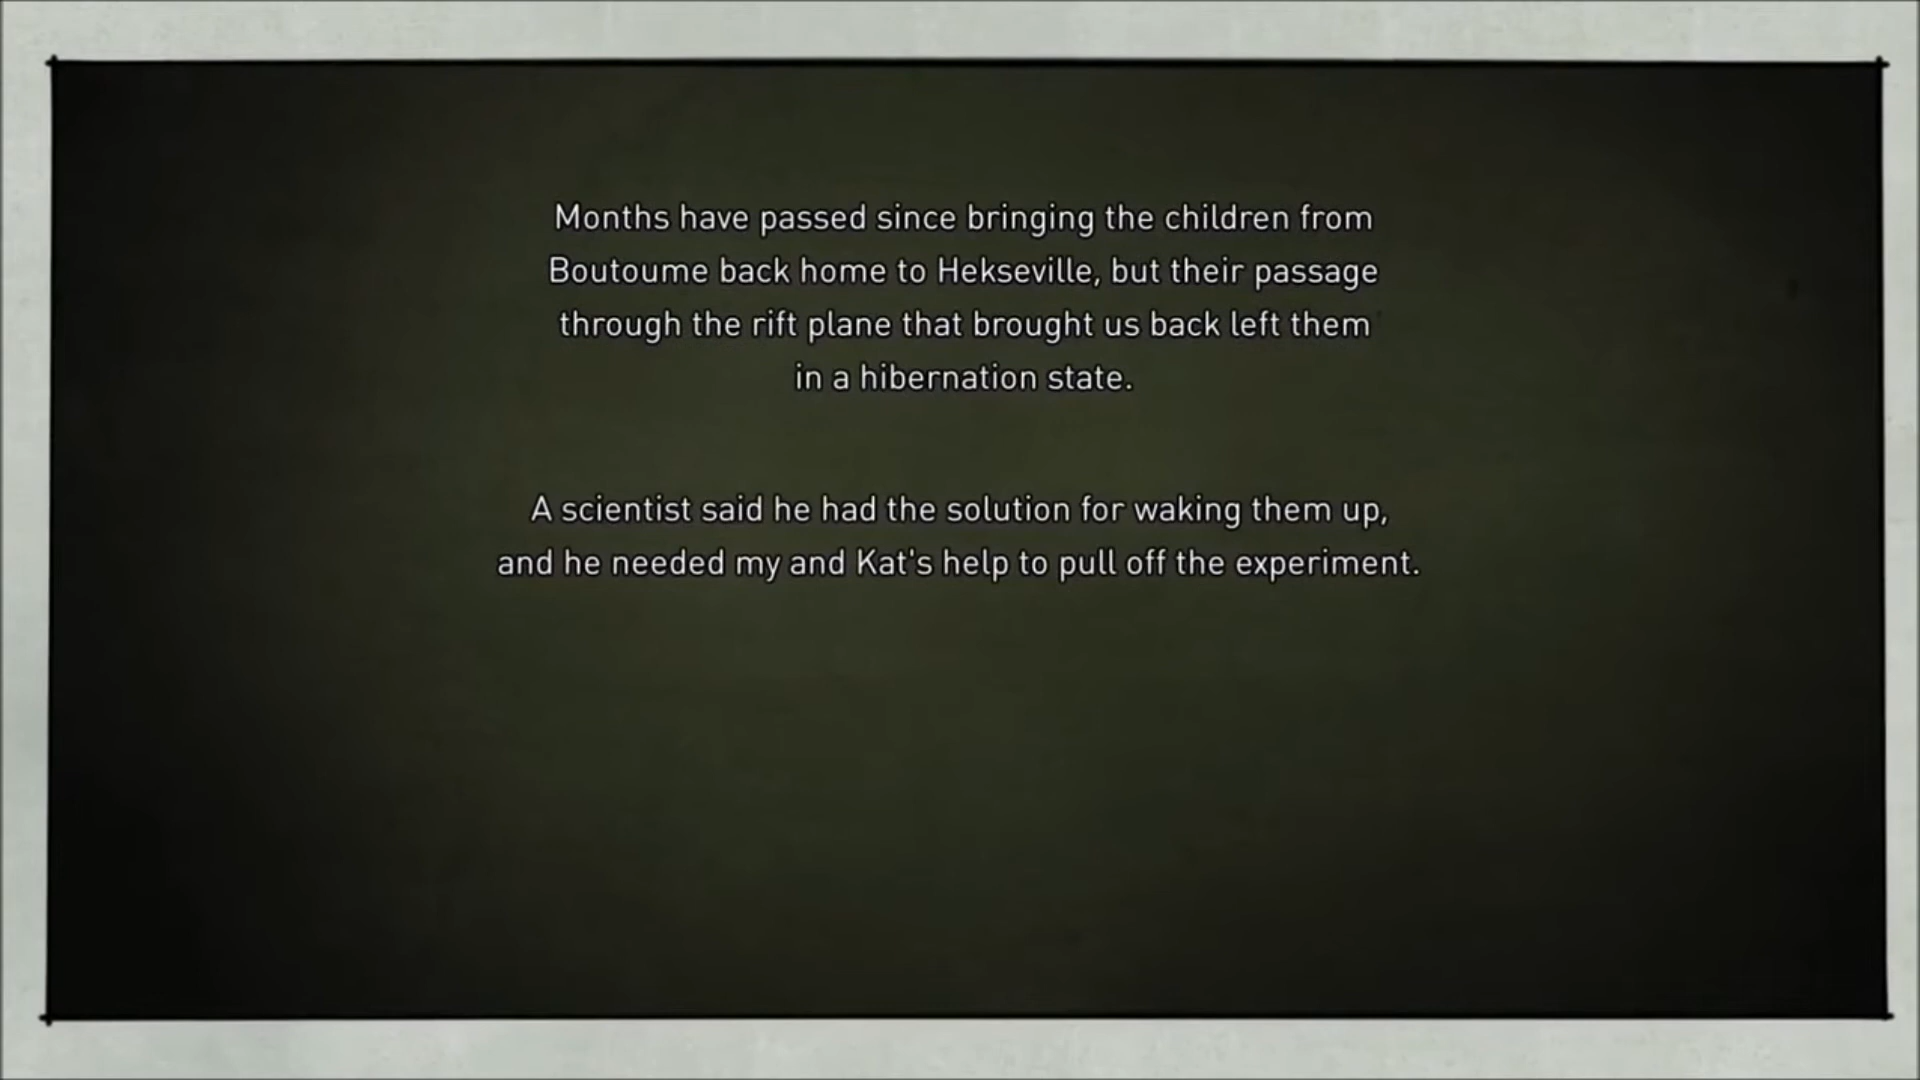 Months have passed since bringing the children from
Boutoume back home to Hekseville, but their passage
through the rift plane that brought us back left them
in a hibernation state.
A scientist said he had the solution for waking them up,
and he needed my and Kat's help to pull off the experiment.